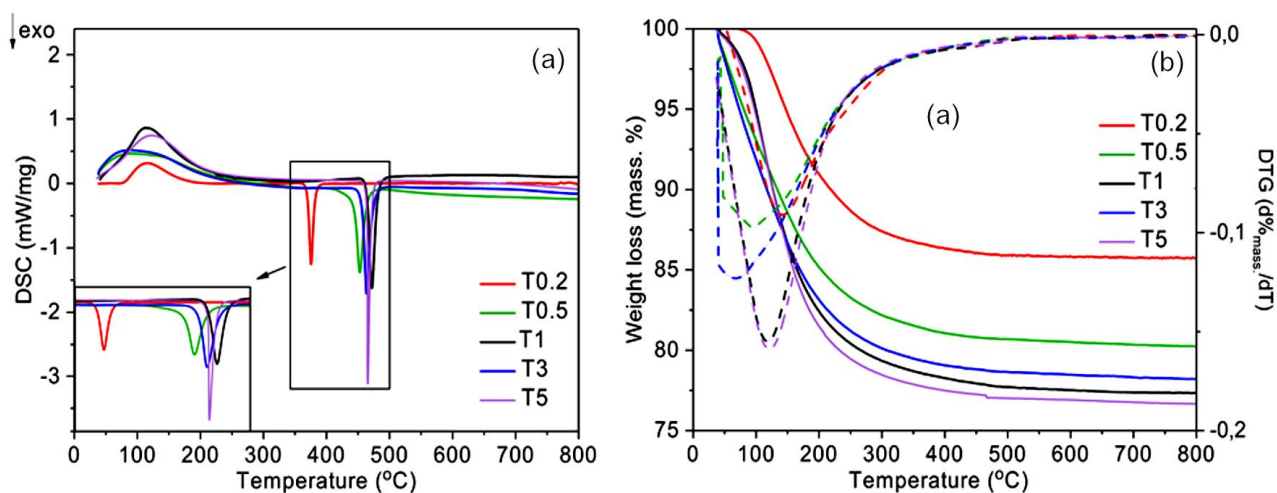 exo
(a)
DSC (mW/mg)
2
1
0
-1
-2
-3
T0.2
T0.5
T1
T3
T5
0 100 200 300 400 500 600 700 800
Temperature (°C)
(b)
(a)
Weight loss (mass. %)
100
95
90
85
80
75
T0.2
T0.5
T1
T3
T5
0,0
-0,1
-0,2
DTG (d%mass./dT)
0 100 200 300 400 500 600 700 800
Temperature (°C)